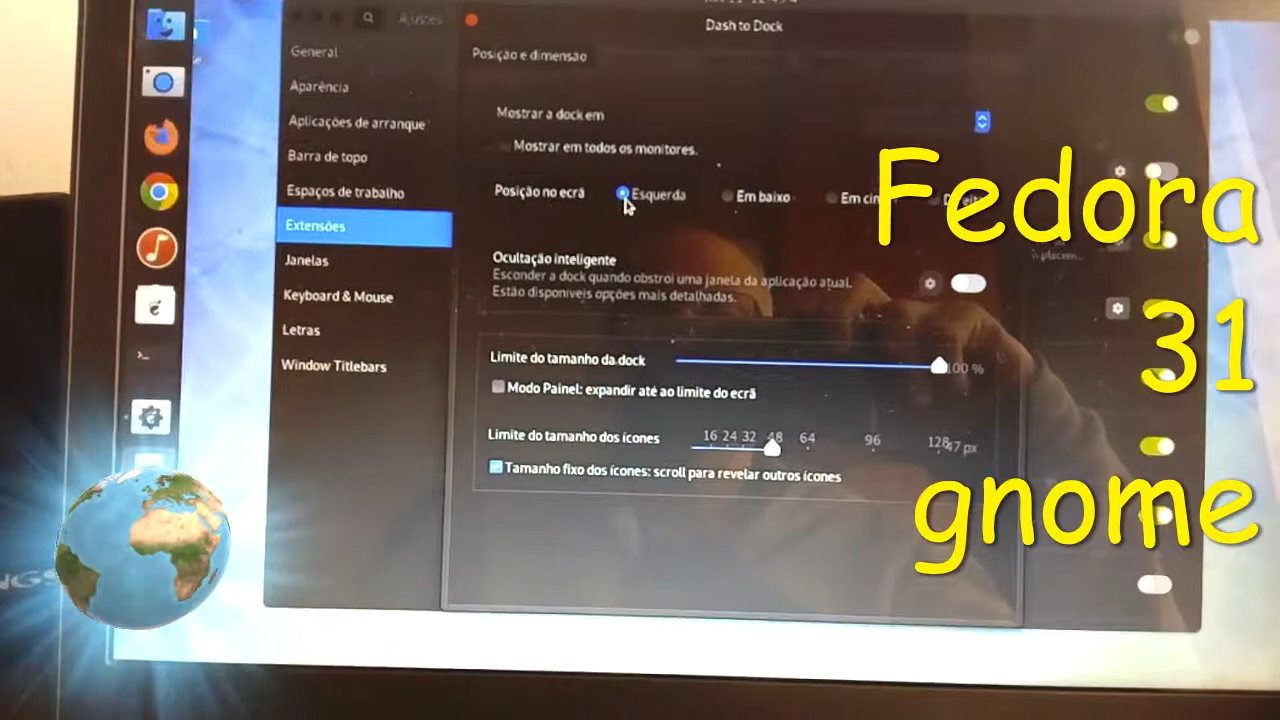 Ajustes
Dash to Dock
General
Posição e dimensão
Aparência
Mostrar a dock em
Aplicações de arranque
Mostrar em todos os monitores.
Barra de topo
Espaços de trabalho
Posição no ecrã
Esquerda
Em baixo
Extensões
Janelas
Ocultação inteligente
Esconder a dock quando obstroi uma janela da aplicação atual.
Estão disponíveis opções mais detalhadas.
Keyboard & Mouse
Letras
Window Titlebars
Limite do tamanho da dock
100 %
Modo Painel: expandir até ao limite do ecrã
Limite do tamanho dos ícones
16 24 32 48 64 96 128
47 px
Tamanho fixo dos ícones: scroll para revelar outros ícones
Fedora
31
gnome